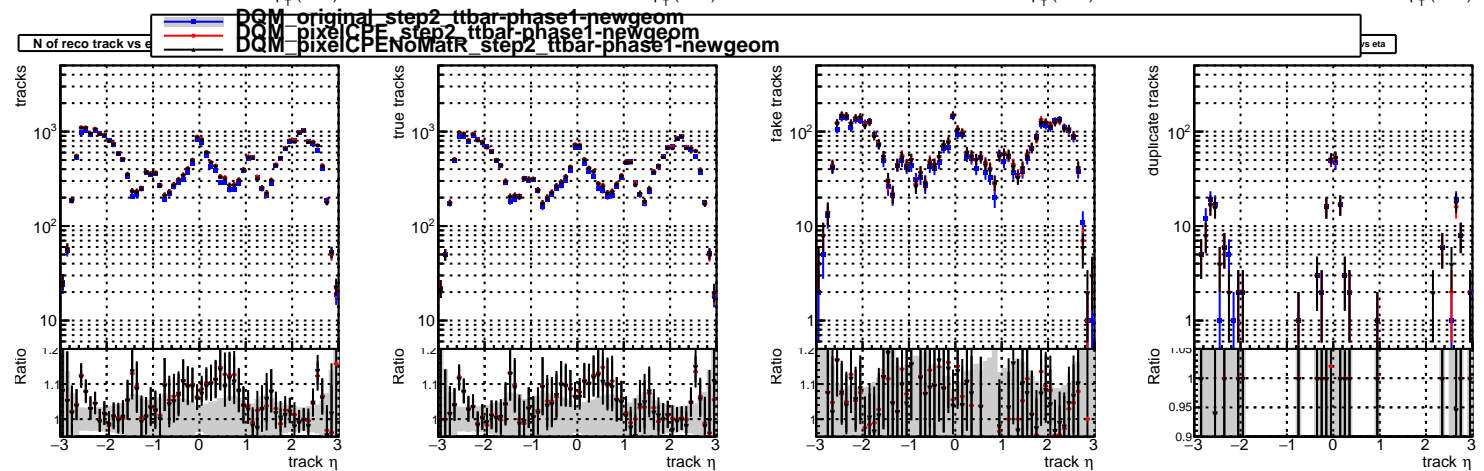 DQM_original_step2_ttbar-phase1-newgeom
DQM_pixelCPE_step2_ttbar-phase1-newgeom
DQM_pixelCPENoMatR_step2_ttbar-phase1-newgeom
N of reco track vs e
vs eta
tracks
10³
10²
10
Ratio
1.2
1.1
1
−3 −2 −1 0 1 2 3
track η
true tracks
10³
10²
10
Ratio
1.2
1.1
1
−3 −2 −1 0 1 2 3
track η
fake tracks
10²
10
1
Ratio
1.2
1.1
1
−3 −2 −1 0 1 2 3
track η
duplicate tracks
10²
10
1
Ratio
1.05
1
0.95
0.9
−3 −2 −1 0 1 2 3
track η